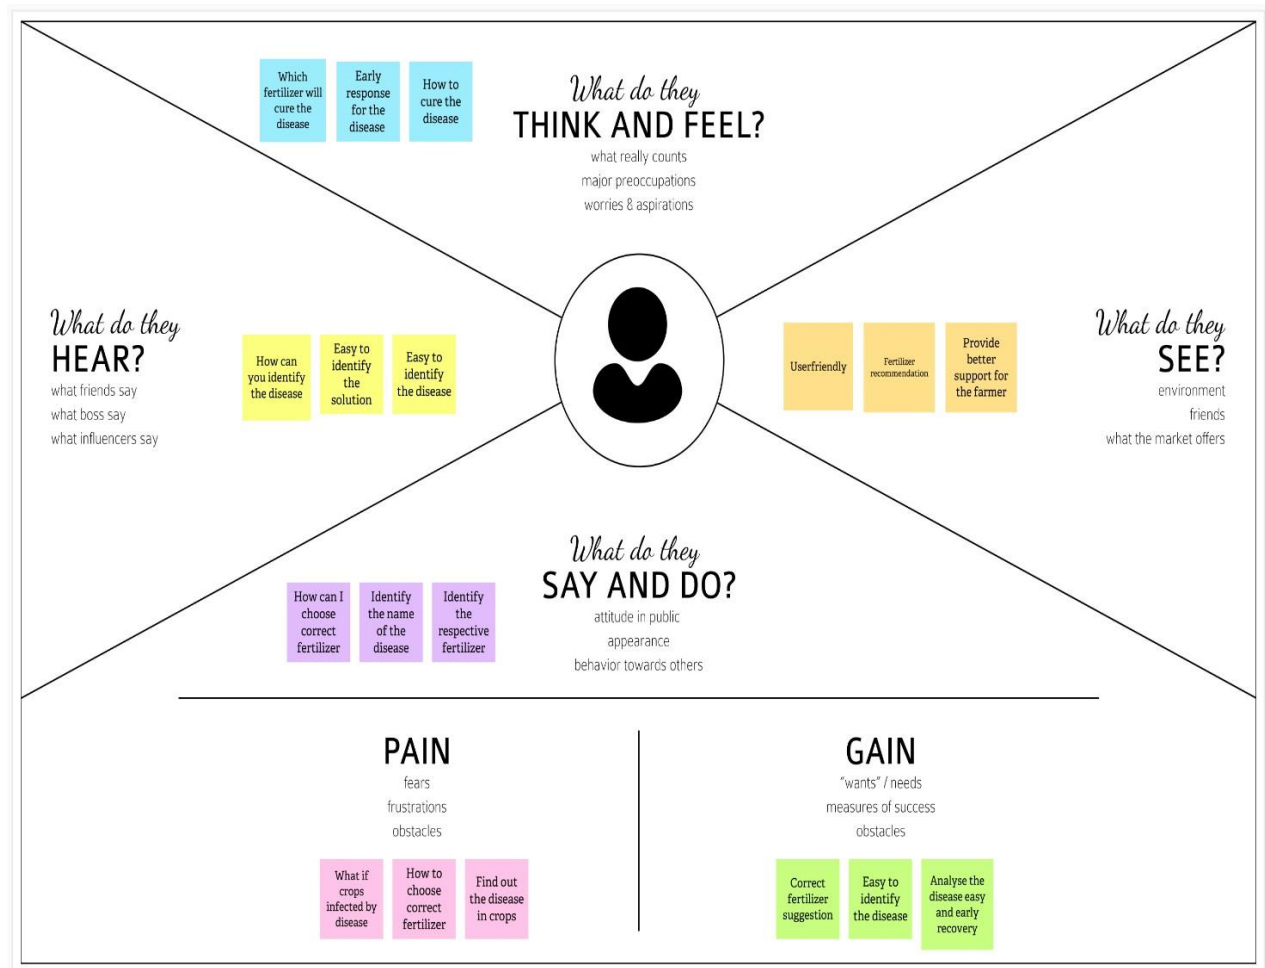 Which
fertilizer will
cure the
disease
Early
response
for the
disease
How to
cure the
disease
What do they
THINK AND FEEL?
what really counts
major preoccupations
worries & aspirations
What do they
HEAR?
what friends say
what boss say
what influencers say
How can
you identify
the disease
Easy to
identify
the
solution
Easy to
identify
the disease
Userfriendly
Fertilizer
recommendation
Provide
better
support for
the farmer
What do they
SEE?
environment
friends
what the market offers
What do they
SAY AND DO?
attitude in public
appearance
behavior towards others
How can I
choose
correct
fertilizer
Identify
the name
of the
disease
Identify
the
respective
fertilizer
PAIN
fears
frustrations
obstacles
What if
crops
infected by
disease
How to
choose
correct
fertilizer
Find out
the disease
in crops
GAIN
"wants" / needs
measures of success
obstacles
Correct
fertilizer
suggestion
Easy to
identify
the disease
Analyse the
disease easy
and early
recovery